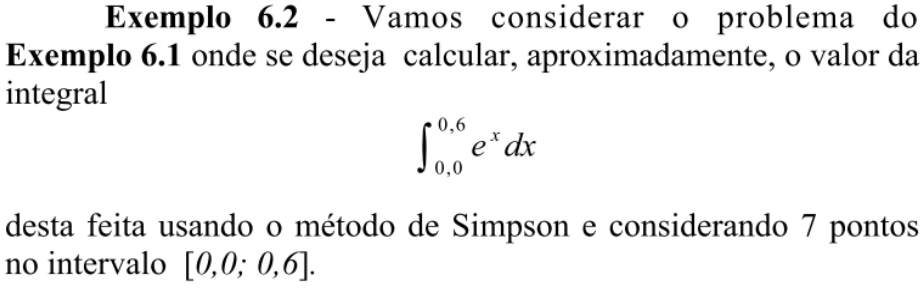 Exemplo 6.2 - Vamos considerar o problema do
Exemplo 6.1 onde se deseja calcular, aproximadamente, o valor da
integral
∫_{0,0}^{0,6} e^x dx
desta feita usando o método de Simpson e considerando 7 pontos
no intervalo [0,0; 0,6].